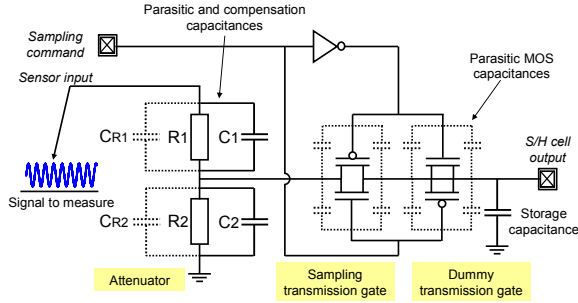 Parasitic and compensation
capacitances
Sampling
command
Sensor input
Parasitic MOS
capacitances
S/H cell
output
CR1
R1
C1
Signal to measure
CR2
R2
C2
Storage
capacitance
Attenuator
Sampling
transmission gate
Dummy
transmission gate